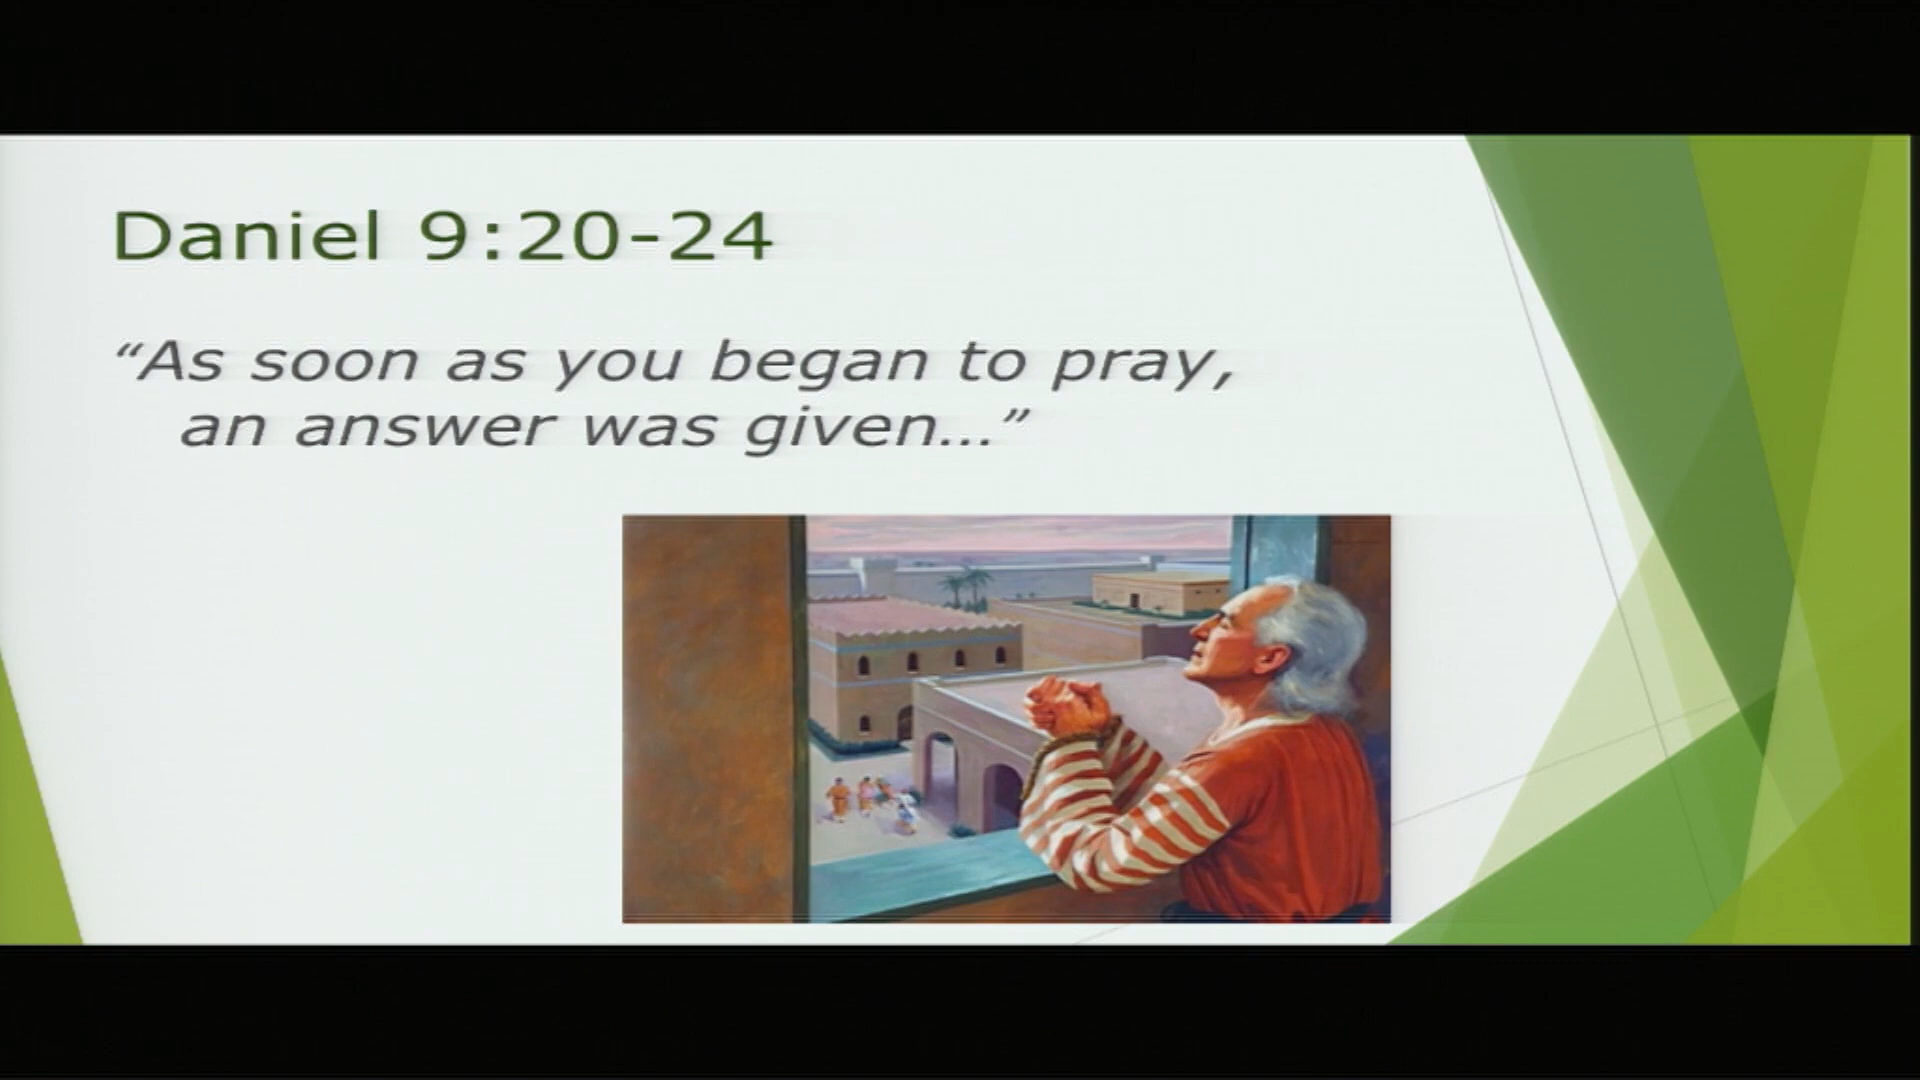 Daniel 9:20-24
“As soon as you began to pray,
an answer was given…”